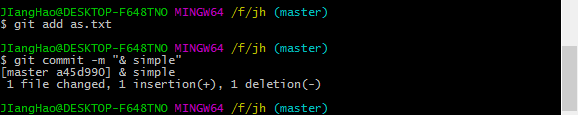 JIangHao@DESKTOP-F648TNO MINGW64 /f/jh (master)
$ git add as.txt
JIangHao@DESKTOP-F648TNO MINGW64 /f/jh (master)
$ git commit -m "& simple"
[master a45d990] & simple
 1 file changed, 1 insertion(+), 1 deletion(-)
JIangHao@DESKTOP-F648TNO MINGW64 /f/jh (master)